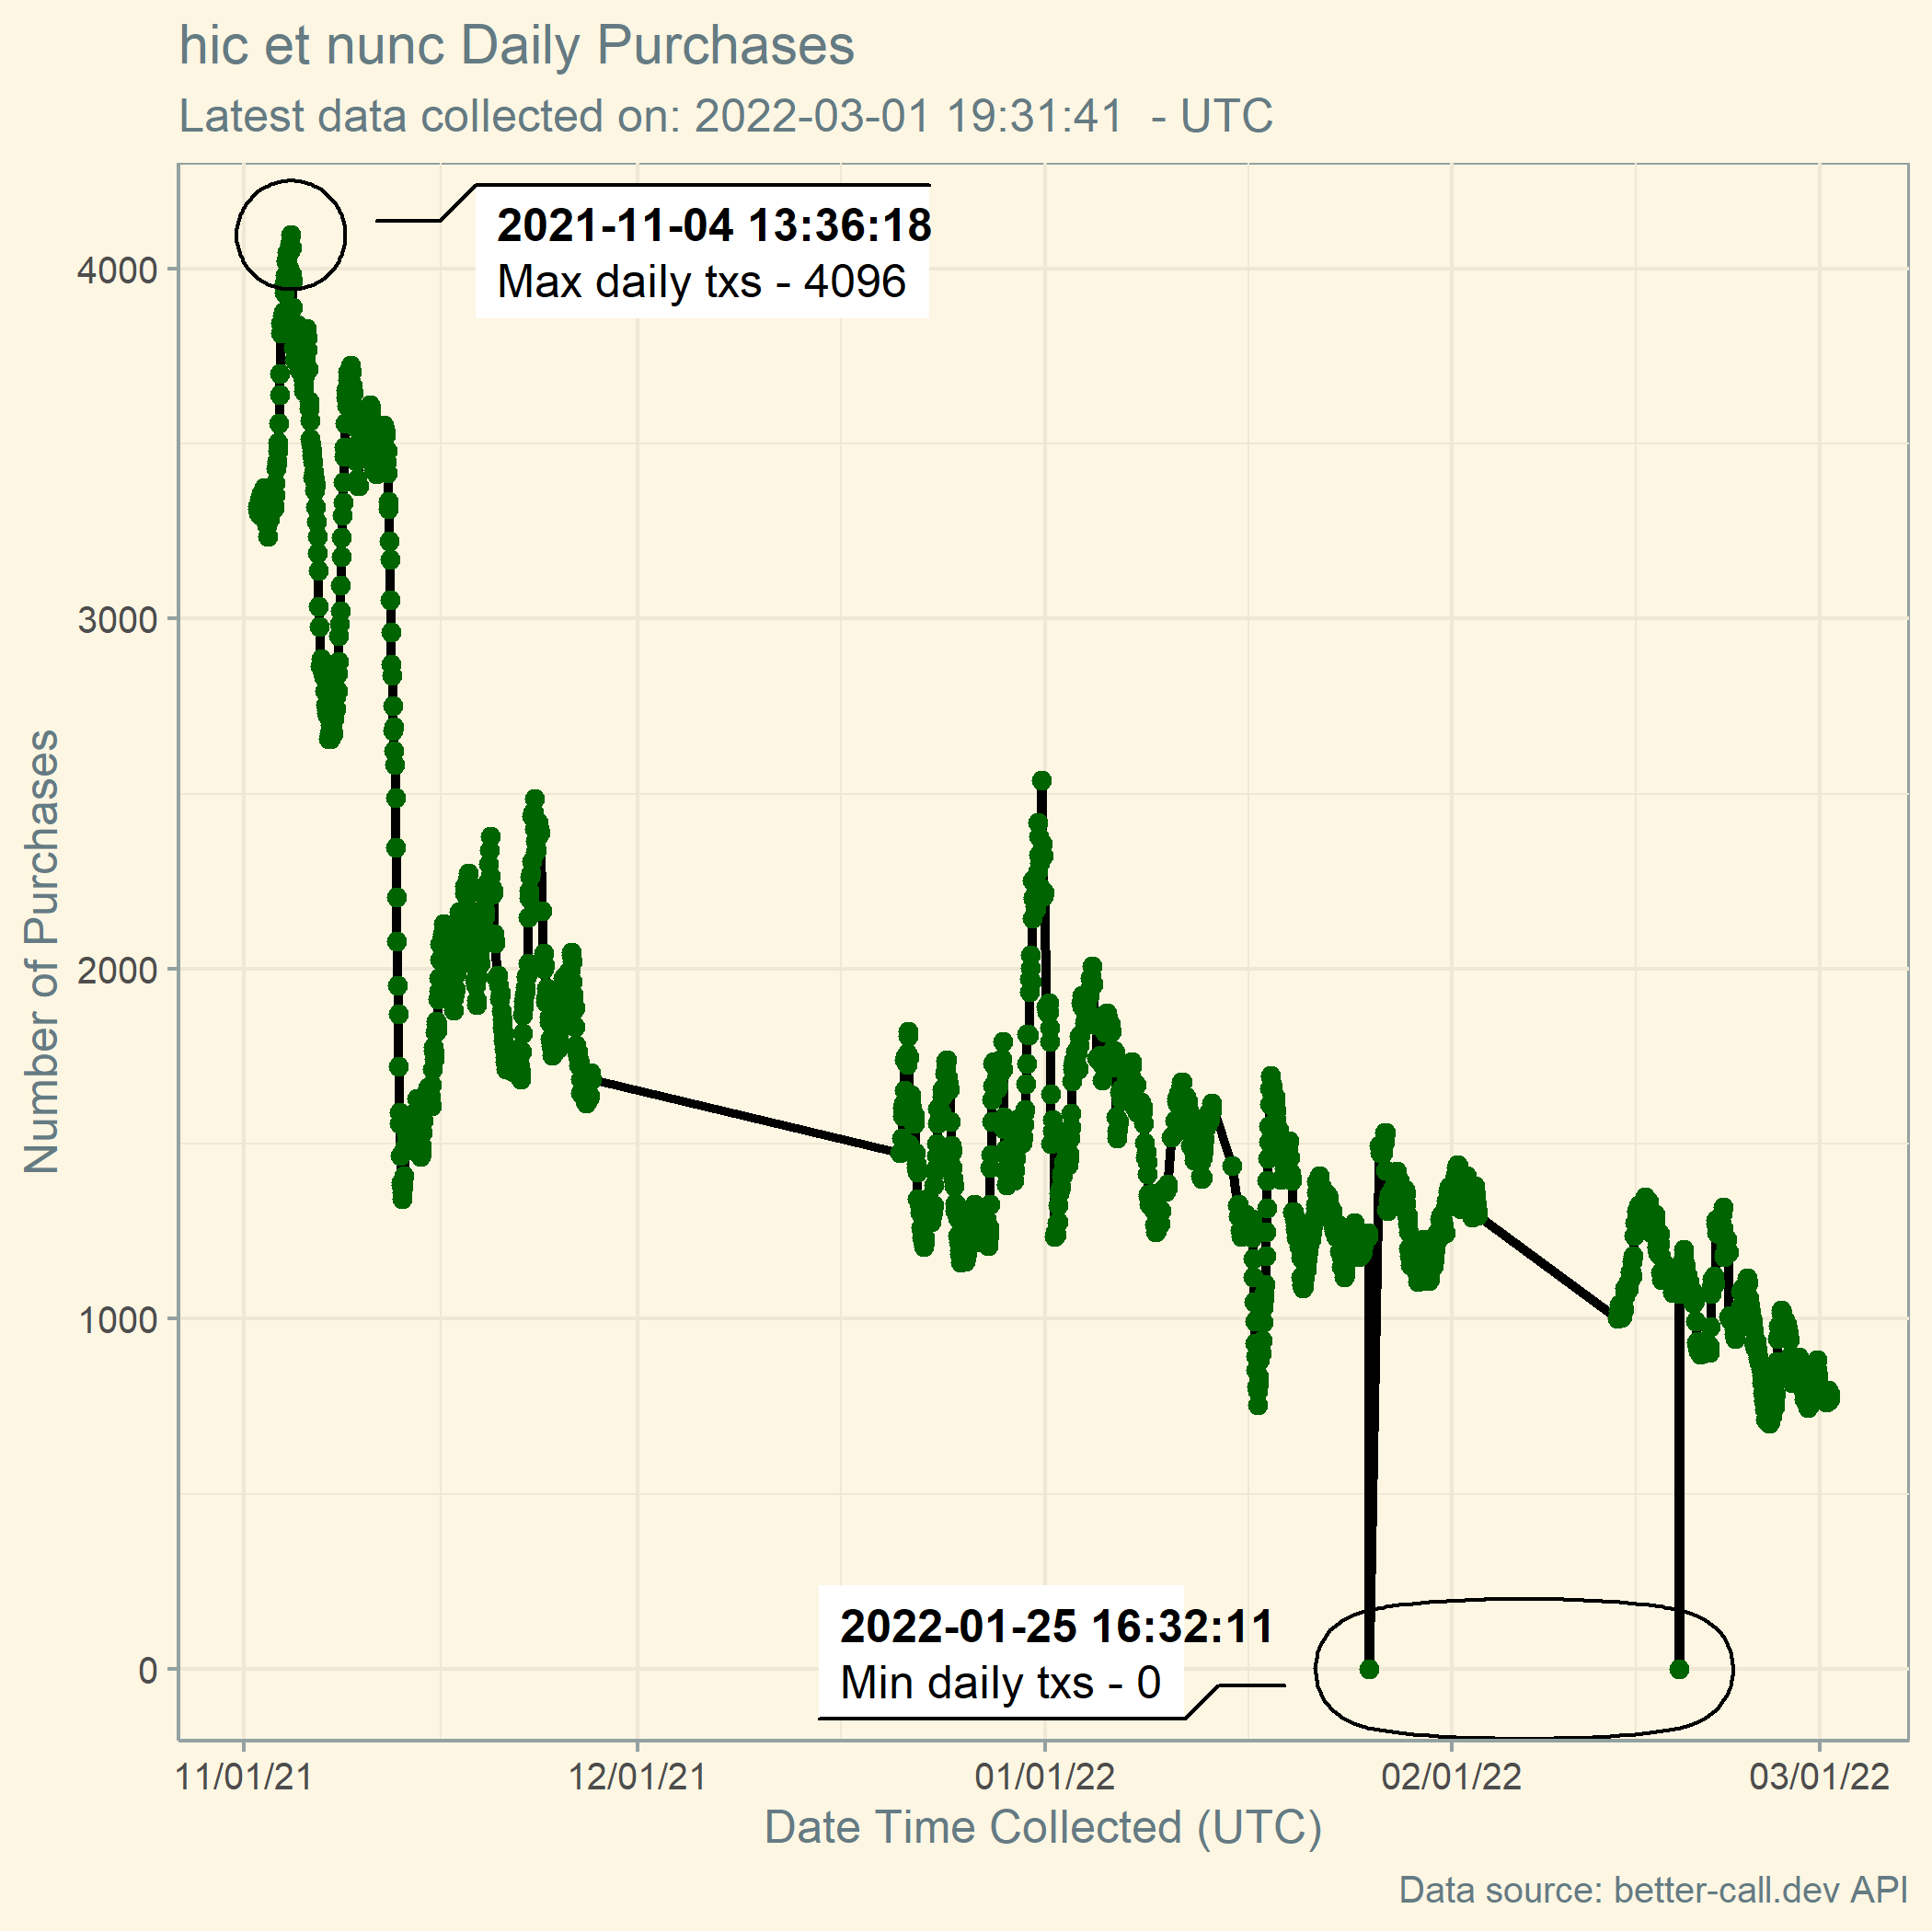 hic et nunc Daily Purchases
Latest data collected on: 2022-03-01 19:31:41  - UTC
2021-11-04 13:36:18
Max daily txs - 4096
4000
3000
2000
1000
0
Number of Purchases
2022-01-25 16:32:11
Min daily txs - 0
11/01/21 12/01/21 01/01/22 02/01/22 03/01/22
Date Time Collected (UTC)
Data source: better-call.dev API